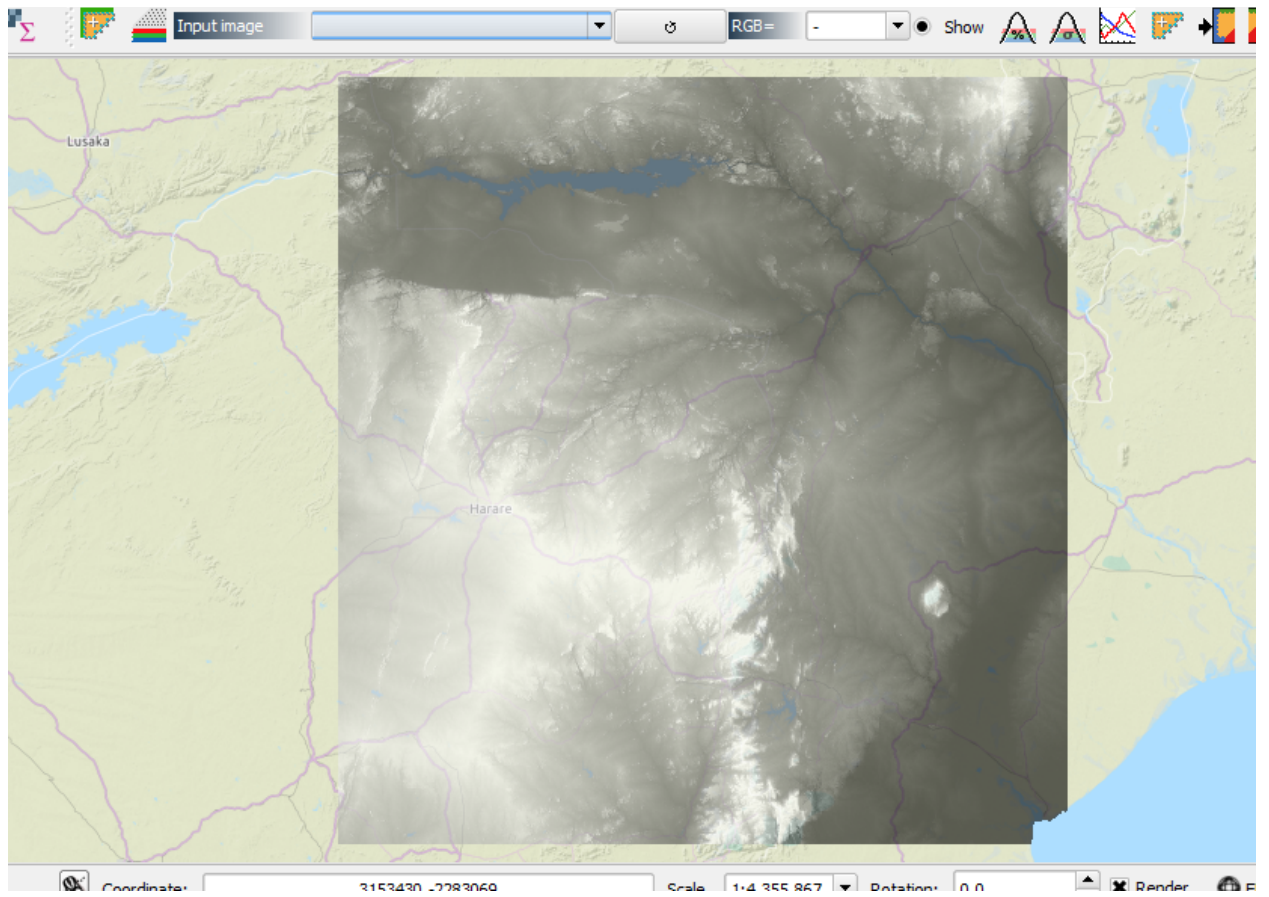 Σ Input image RGB= - Show % σ
Lusaka
Harare
Coordinate: 3153430,-2283069 Scale 1:4,355,867 Rotation: 0.0 Render